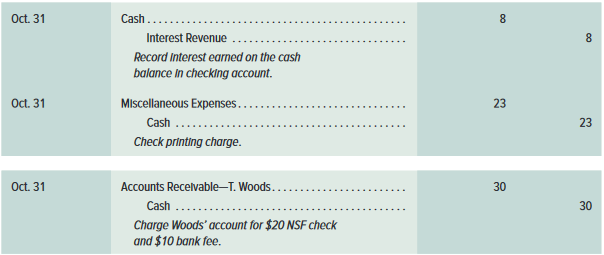 Oct. 31 Cash........................................ 8
Interest Revenue ............................ 8
Record interest earned on the cash
balance in checking account.
Oct. 31 Miscellaneous Expenses........................... 23
Cash ..................................... 23
Check printing charge.
Oct. 31 Accounts Receivable—T. Woods....................... 30
Cash ..................................... 30
Charge Woods' account for $20 NSF check
and $10 bank fee.